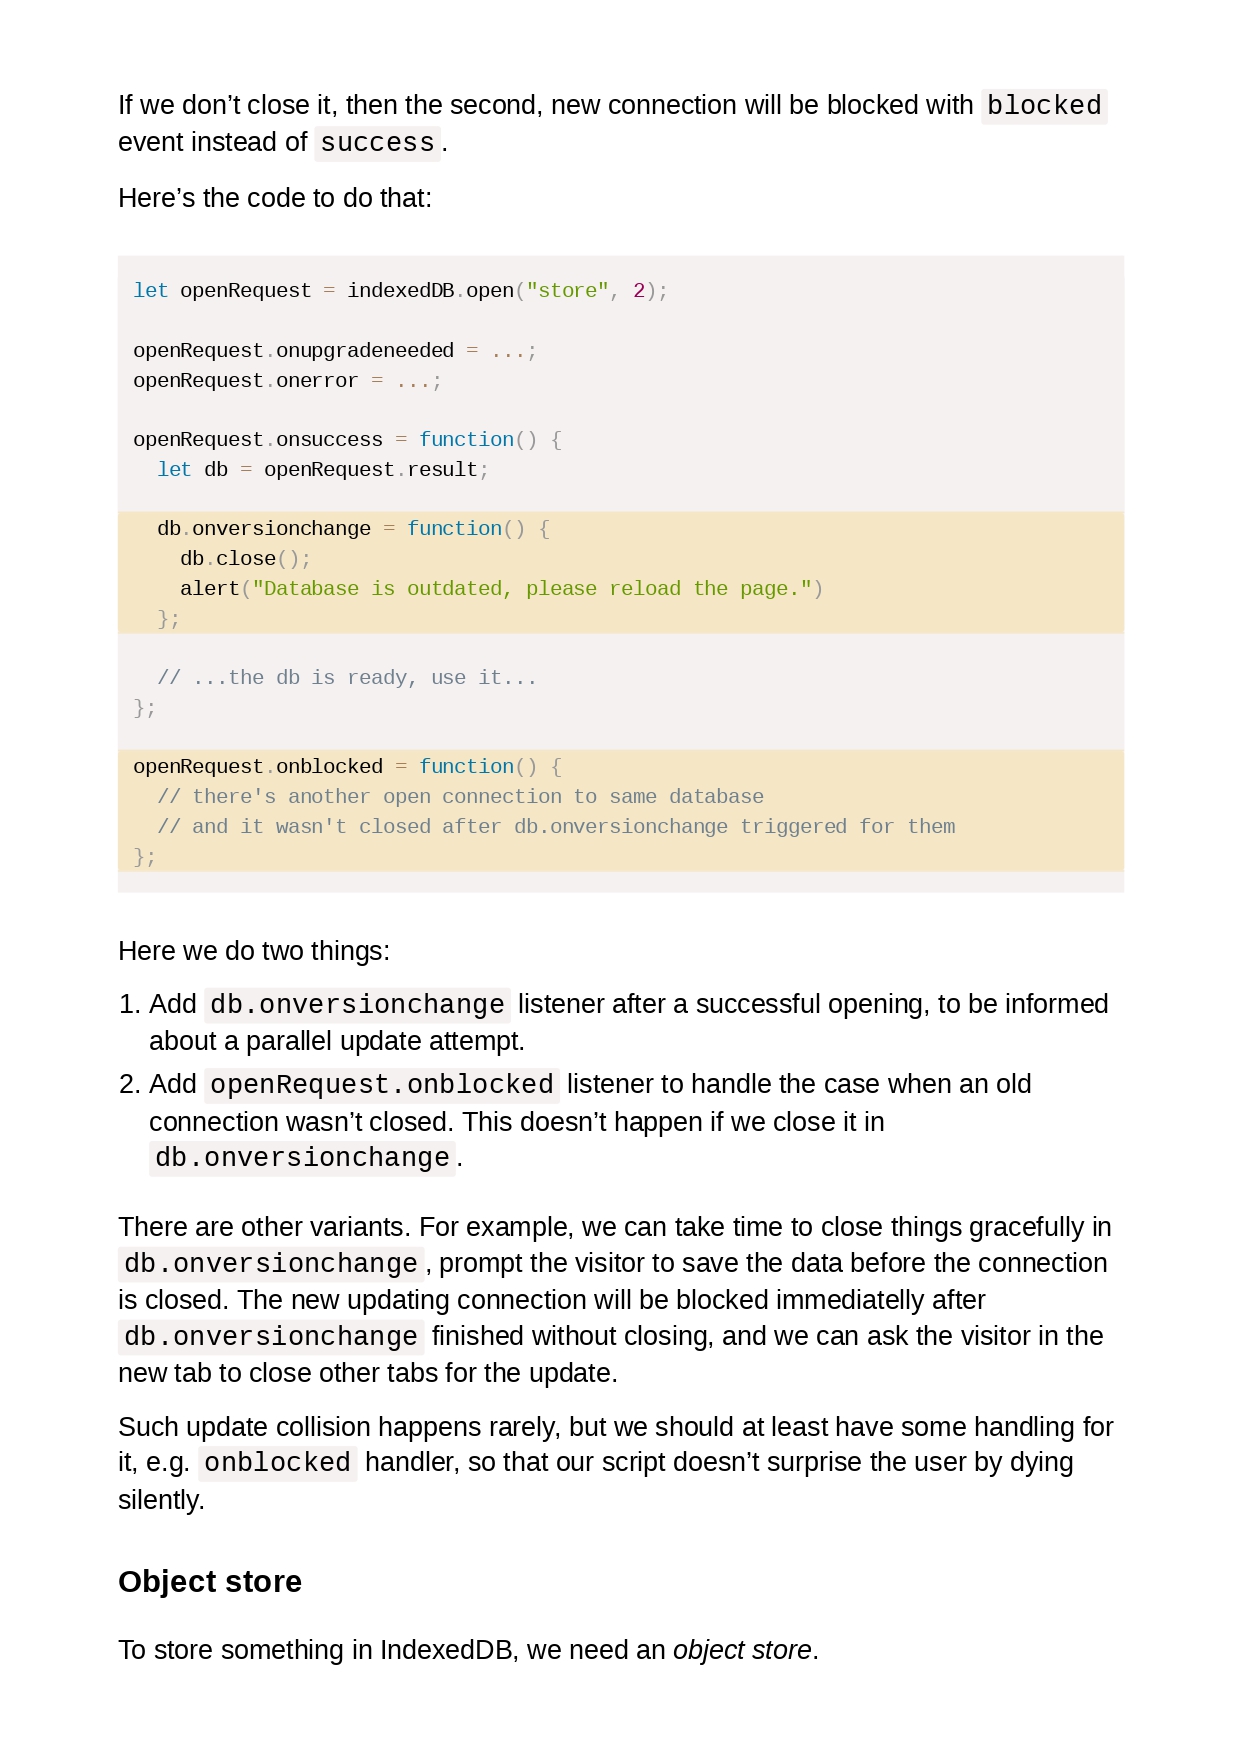 If we don’t close it, then the second, new connection will be blocked with blocked
event instead of success.
Here’s the code to do that:
let openRequest = indexedDB.open("store", 2);
openRequest.onupgradeneeded = ...;
openRequest.onerror = ...;
openRequest.onsuccess = function() {
  let db = openRequest.result;
  db.onversionchange = function() {
    db.close();
    alert("Database is outdated, please reload the page.")
  };
  // ...the db is ready, use it...
};
openRequest.onblocked = function() {
  // there's another open connection to same database
  // and it wasn't closed after db.onversionchange triggered for them
};
Here we do two things:
1. Add db.onversionchange listener after a successful opening, to be informed
about a parallel update attempt.
2. Add openRequest.onblocked listener to handle the case when an old
connection wasn’t closed. This doesn’t happen if we close it in
db.onversionchange.
There are other variants. For example, we can take time to close things gracefully in
db.onversionchange, prompt the visitor to save the data before the connection
is closed. The new updating connection will be blocked immediatelly after
db.onversionchange finished without closing, and we can ask the visitor in the
new tab to close other tabs for the update.
Such update collision happens rarely, but we should at least have some handling for
it, e.g. onblocked handler, so that our script doesn’t surprise the user by dying
silently.
Object store
To store something in IndexedDB, we need an object store.